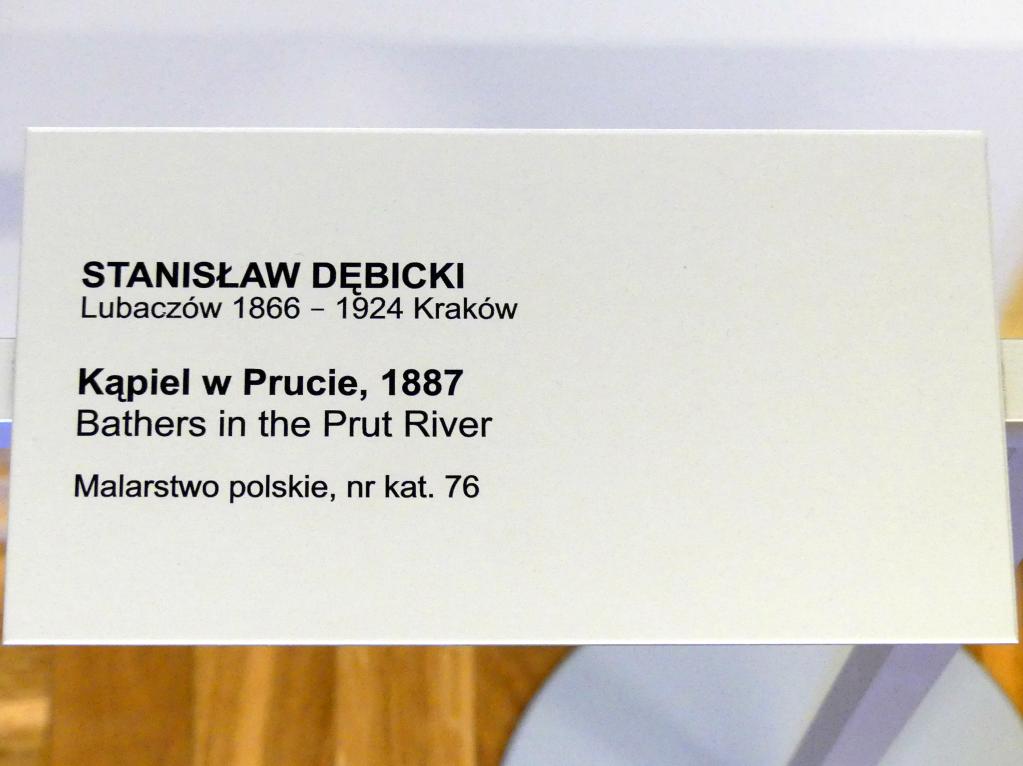 STANISŁAW DĘBICKI
Lubaczów 1866 – 1924 Kraków
Kąpiel w Prucie, 1887
Bathers in the Prut River
Malarstwo polskie, nr kat. 76